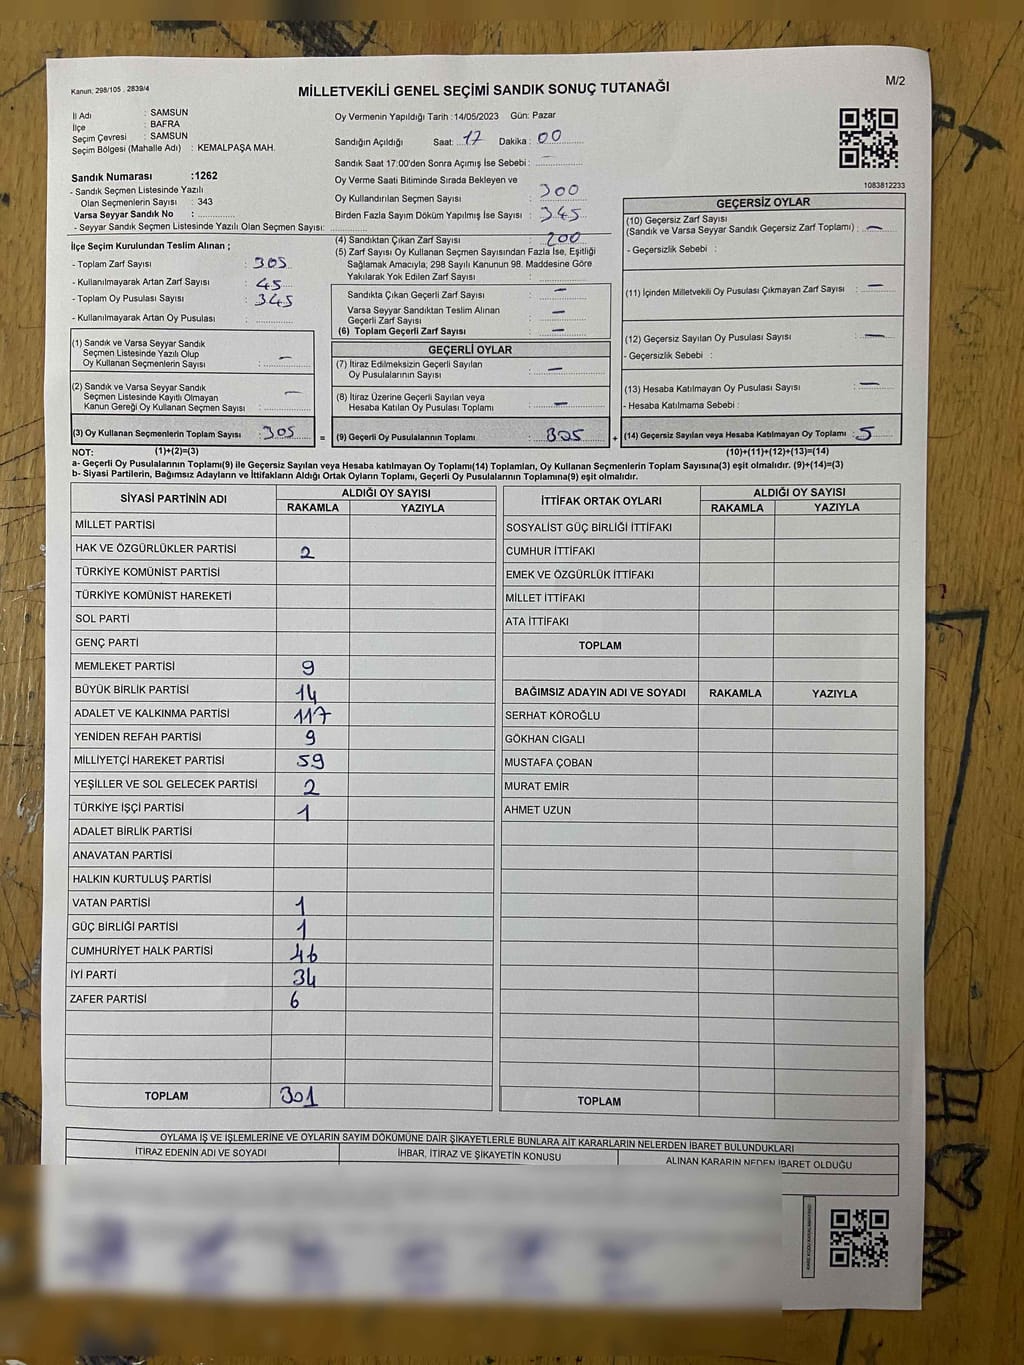 Kanun: 298/105 , 2839/4
MİLLETVEKİLİ GENEL SEÇİMİ SANDIK SONUÇ TUTANAĞI
M/2
İl Adı : SAMSUN
İlçe : BAFRA
Seçim Çevresi : SAMSUN
Seçim Bölgesi (Mahalle Adı) : KEMALPAŞA MAH.
Sandık Numarası :1262
- Sandık Seçmen Listesinde Yazılı
Olan Seçmenlerin Sayısı : 343
Varsa Seyyar Sandık No :
- Seyyar Sandık Seçmen Listesinde Yazılı Olan Seçmen Sayısı:
Oy Vermenin Yapıldığı Tarih :14/05/2023 Gün: Pazar
Sandığın Açıldığı Saat: 17 Dakika : 00
Sandık Saat 17:00'den Sonra Açımış İse Sebebi : -
Oy Verme Saati Bitiminde Sırada Bekleyen ve
Oy Kullandırılan Seçmen Sayısı : 300
Birden Fazla Sayım Döküm Yapılmış İse Sayısı : 345
1083812233
İlçe Seçim Kurulundan Teslim Alınan ;
- Toplam Zarf Sayısı : 305
- Kullanılmayarak Artan Zarf Sayısı : 45
- Toplam Oy Pusulası Sayısı : 345
- Kullanılmayarak Artan Oy Pusulası :
(4) Sandıktan Çıkan Zarf Sayısı : 200
(5) Zarf Sayısı Oy Kullanan Seçmen Sayısından Fazla İse, Eşitliği
Sağlamak Amacıyla, 298 Sayılı Kanunun 98. Maddesine Göre
Yakılarak Yok Edilen Zarf Sayısı :
Sandıkta Çıkan Geçerli Zarf Sayısı : -
Varsa Seyyar Sandıktan Teslim Alınan
Geçerli Zarf Sayısı : -
(6) Toplam Geçerli Zarf Sayısı : -
GEÇERSİZ OYLAR
(10) Geçersiz Zarf Sayısı
(Sandık ve Varsa Seyyar Sandık Geçersiz Zarf Toplamı) : -
- Geçersizlik Sebebi :
(11) İçinden Milletvekili Oy Pusulası Çıkmayan Zarf Sayısı : -
(12) Geçersiz Sayılan Oy Pusulası Sayısı : -
- Geçersizlik Sebebi :
(13) Hesaba Katılmayan Oy Pusulası Sayısı : -
- Hesaba Katılmama Sebebi :
(1) Sandık ve Varsa Seyyar Sandık
Seçmen Listesinde Yazılı Olup
Oy Kullanan Seçmenlerin Sayısı : -
(2) Sandık ve Varsa Seyyar Sandık
Seçmen Listesinde Kayıtlı Olmayan
Kanun Gereği Oy Kullanan Seçmen Sayısı : -
GEÇERLİ OYLAR
(7) İtiraz Edilmeksizin Geçerli Sayılan
Oy Pusulalarının Sayısı : -
(8) İtiraz Üzerine Geçerli Sayılan veya
Hesaba Katılan Oy Pusulası Toplamı : -
(3) Oy Kullanan Seçmenlerin Toplam Sayısı : 305 = (9) Geçerli Oy Pusulalarının Toplamı : 305 + (14) Geçersiz Sayılan veya Hesaba Katılmayan Oy Toplamı : 5
NOT: (1)+(2)=(3) (10)+(11)+(12)+(13)=(14)
a- Geçerli Oy Pusulalarının Toplamı(9) ile Geçersiz Sayılan veya Hesaba katılmayan Oy Toplamı(14) Toplamları, Oy Kullanan Seçmenlerin Toplam Sayısına(3) eşit olmalıdır. (9)+(14)=(3)
b- Siyasi Partilerin, Bağımsız Adayların ve İttifakların Aldığı Ortak Oyların Toplamı, Geçerli Oy Pusulalarının Toplamına(9) eşit olmalıdır.
SİYASİ PARTİNİN ADI ALDIĞI OY SAYISI
RAKAMLA YAZIYLA
MİLLET PARTİSİ
HAK VE ÖZGÜRLÜKLER PARTİSİ 2
TÜRKİYE KOMÜNİST PARTİSİ
TÜRKİYE KOMÜNİST HAREKETİ
SOL PARTİ
GENÇ PARTİ
MEMLEKET PARTİSİ 9
BÜYÜK BİRLİK PARTİSİ 14
ADALET VE KALKINMA PARTİSİ 117
YENİDEN REFAH PARTİSİ 9
MİLLİYETÇİ HAREKET PARTİSİ 59
YEŞİLLER VE SOL GELECEK PARTİSİ 2
TÜRKİYE İŞÇİ PARTİSİ 1
ADALET BİRLİK PARTİSİ
ANAVATAN PARTİSİ
HALKIN KURTULUŞ PARTİSİ
VATAN PARTİSİ 1
GÜÇ BİRLİĞİ PARTİSİ 1
CUMHURİYET HALK PARTİSİ 46
İYİ PARTİ 34
ZAFER PARTİSİ 6
TOPLAM 301
İTTİFAK ORTAK OYLARI ALDIĞI OY SAYISI
RAKAMLA YAZIYLA
SOSYALİST GÜÇ BİRLİĞİ İTTİFAKI
CUMHUR İTTİFAKI
EMEK VE ÖZGÜRLÜK İTTİFAKI
MİLLET İTTİFAKI
ATA İTTİFAKI
TOPLAM
BAĞIMSIZ ADAYIN ADI VE SOYADI RAKAMLA YAZIYLA
SERHAT KÖROĞLU
GÖKHAN CIGALI
MUSTAFA ÇOBAN
MURAT EMİR
AHMET UZUN
TOPLAM
OYLAMA İŞ VE İŞLEMLERİNE VE OYLARIN SAYIM DÖKÜMÜNE DAİR ŞİKAYETLERLE BUNLARA AİT KARARLARIN NELERDEN İBARET BULUNDUKLARI
İTİRAZ EDENİN ADI VE SOYADI İHBAR, İTİRAZ VE ŞİKAYETİN KONUSU ALINAN KARARIN NEDEN İBARET OLDUĞU